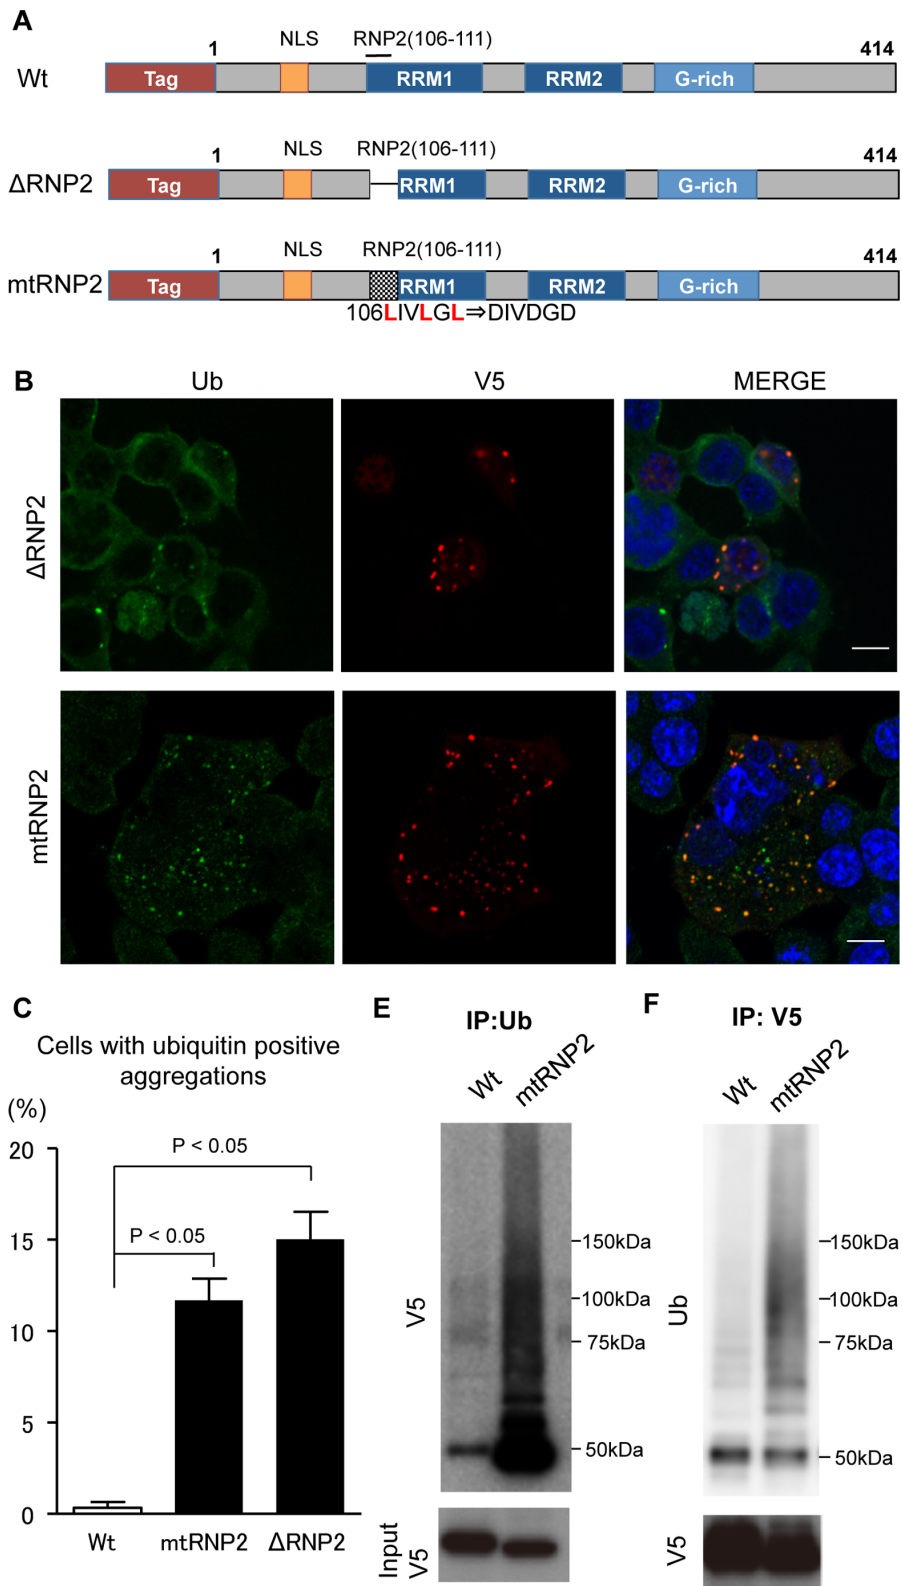 A
NLS RNP2(106-111)
1 414
Wt Tag RRM1 RRM2 G-rich
NLS RNP2(106-111)
1 414
ΔRNP2 Tag RRM1 RRM2 G-rich
NLS RNP2(106-111)
1 414
mtRNP2 Tag RRM1 RRM2 G-rich
106LIVLGL⇒DIVDGD
B Ub V5 MERGE
ΔRNP2
mtRNP2
C
Cells with ubiquitin positive
aggregations
(%)
20
P < 0.05
15
P < 0.05
10
5
0
Wt mtRNP2 ΔRNP2
E
IP:Ub
Wt mtRNP2
V5
150kDa
100kDa
75kDa
50kDa
Input
V5
F
IP: V5
Wt mtRNP2
Ub
150kDa
100kDa
75kDa
50kDa
V5